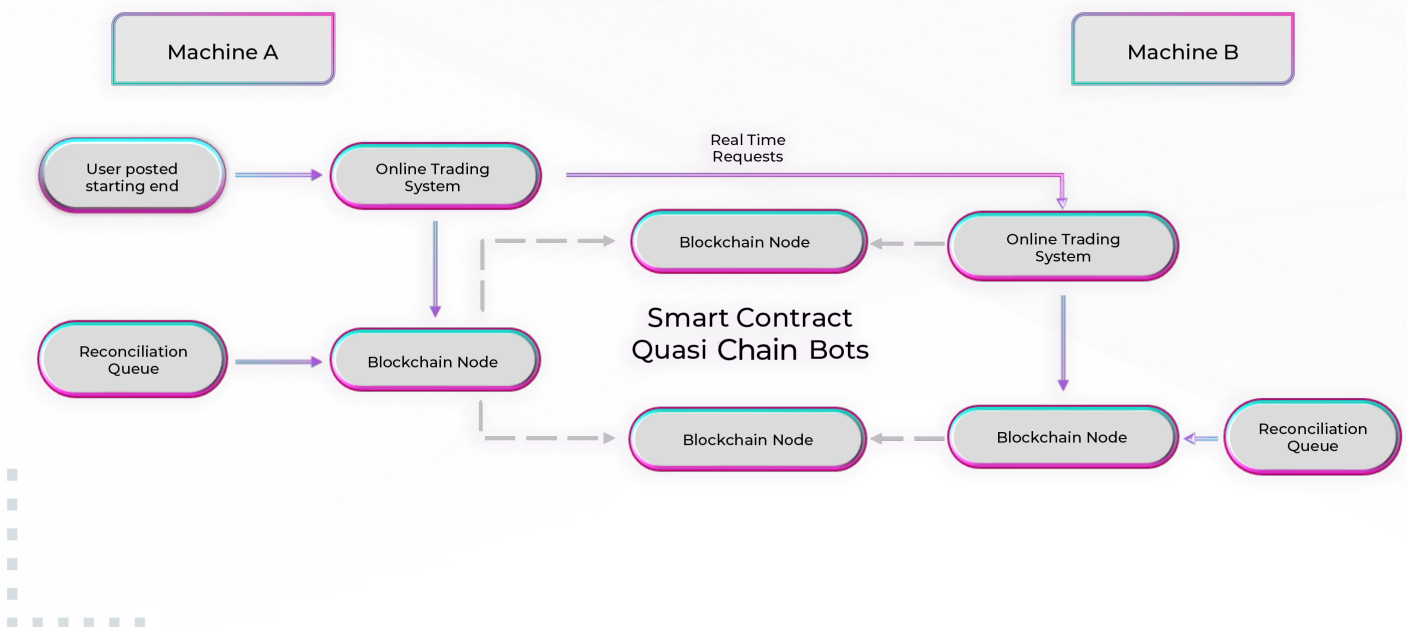 Machine A
Machine B
Real Time
Requests
User posted
starting end
Online Trading
System
Blockchain Node
Online Trading
System
Smart Contract
Quasi Chain Bots
Reconciliation
Queue
Blockchain Node
Blockchain Node
Blockchain Node
Reconciliation
Queue